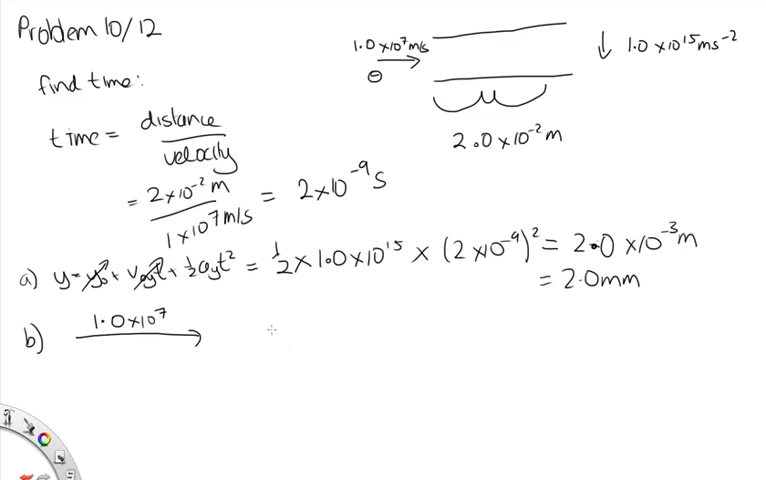 Problem 10/12
1.0 x 10⁷ m/s
⊖
↓ 1.0 x 10¹⁵ ms⁻²
2.0 x 10⁻² m
find time:
time = distance / velocity
= 2 x 10⁻² m / 1 x 10⁷ m/s = 2 x 10⁻⁹ s
a) y = y₀ + v₀yt + ½ayt² = ½ x 1.0 x 10¹⁵ x (2 x 10⁻⁹)² = 2.0 x 10⁻³ m
= 2.0mm
b) 1.0 x 10⁷